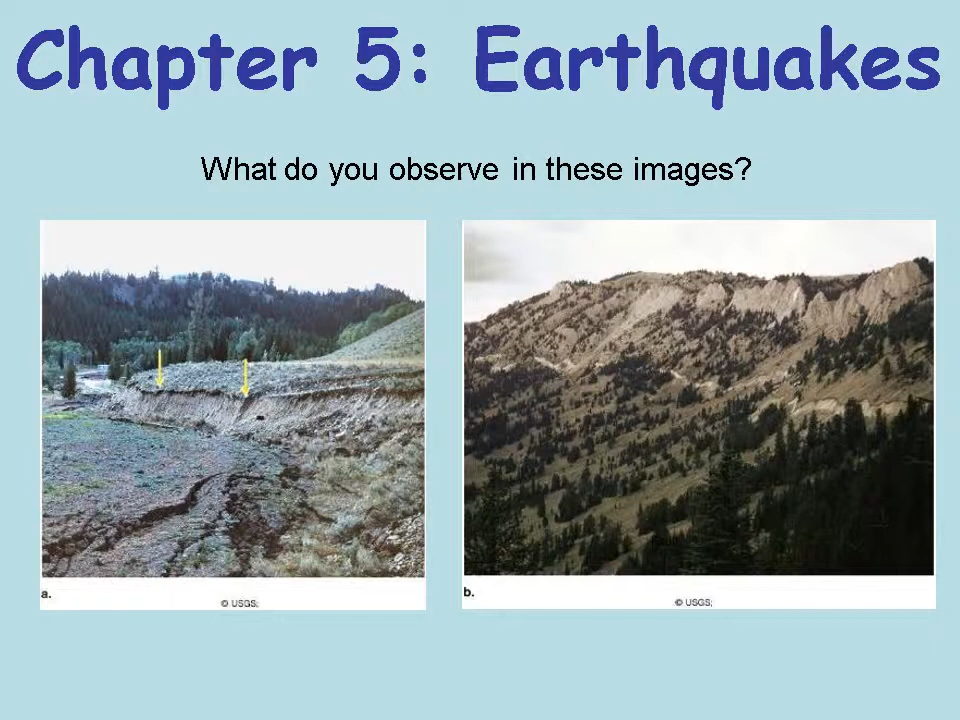 Chapter 5: Earthquakes
What do you observe in these images?
a.
© USGS;
b.
© USGS;